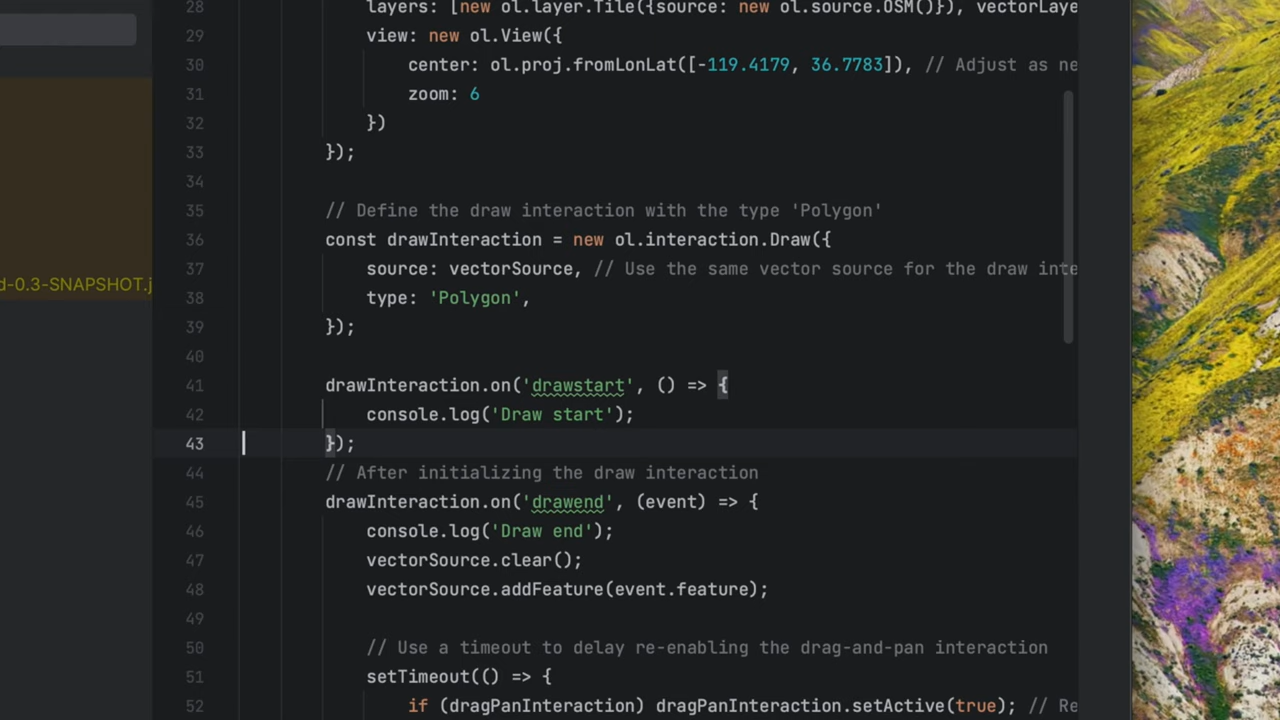 28 layers: [new ol.layer.Tile({source: new ol.source.OSM()}), vectorLaye
29 view: new ol.View({
30 center: ol.proj.fromLonLat([-119.4179, 36.7783]), // Adjust as ne
31 zoom: 6
32 })
33 });
34
35 // Define the draw interaction with the type 'Polygon'
36 const drawInteraction = new ol.interaction.Draw({
37 source: vectorSource, // Use the same vector source for the draw inte
d-0.3-SNAPSHOT.j
38 type: 'Polygon',
39 });
40
41 drawInteraction.on('drawstart', () => {
42 console.log('Draw start');
43 });
44 // After initializing the draw interaction
45 drawInteraction.on('drawend', (event) => {
46 console.log('Draw end');
47 vectorSource.clear();
48 vectorSource.addFeature(event.feature);
49
50 // Use a timeout to delay re-enabling the drag-and-pan interaction
51 setTimeout(() => {
52 if (dragPanInteraction) dragPanInteraction.setActive(true); // Re